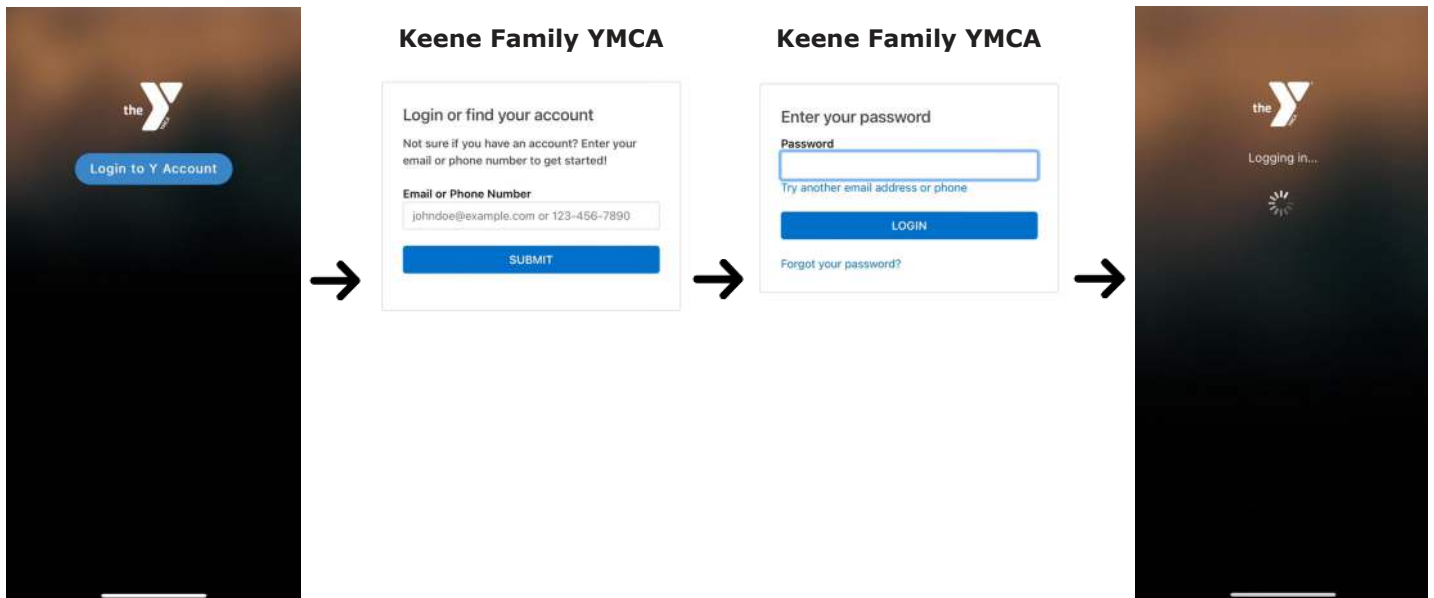 the
YMCA
Login to Y Account
Keene Family YMCA
Login or find your account
Not sure if you have an account? Enter your
email or phone number to get started!
Email or Phone Number
johndoe@example.com or 123-456-7890
SUBMIT
Keene Family YMCA
Enter your password
Password
Try another email address or phone
LOGIN
Forgot your password?
the
YMCA
Logging in...